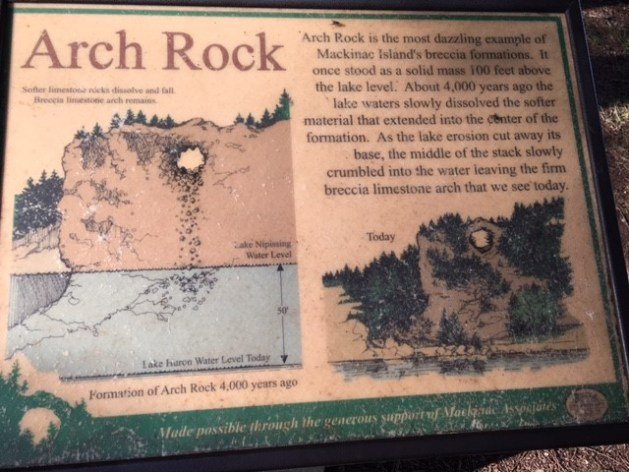 Arch Rock
Softer limestone rocks dissolve and fall.
Breccia limestone arch remains.
Arch Rock is the most dazzling example of
Mackinac Island's breccia formations. It
once stood as a solid mass 100 feet above
the lake level. About 4,000 years ago the
lake waters slowly dissolved the softer
material that extended into the center of the
formation. As the lake erosion cut away its
base, the middle of the stack slowly
crumbled into the water leaving the firm
breccia limestone arch that we see today.
Lake Nipissing
Water Level
50'
Lake Huron Water Level Today
Formation of Arch Rock 4,000 years ago
Today
Made possible through the generous support of Mackinac Associates